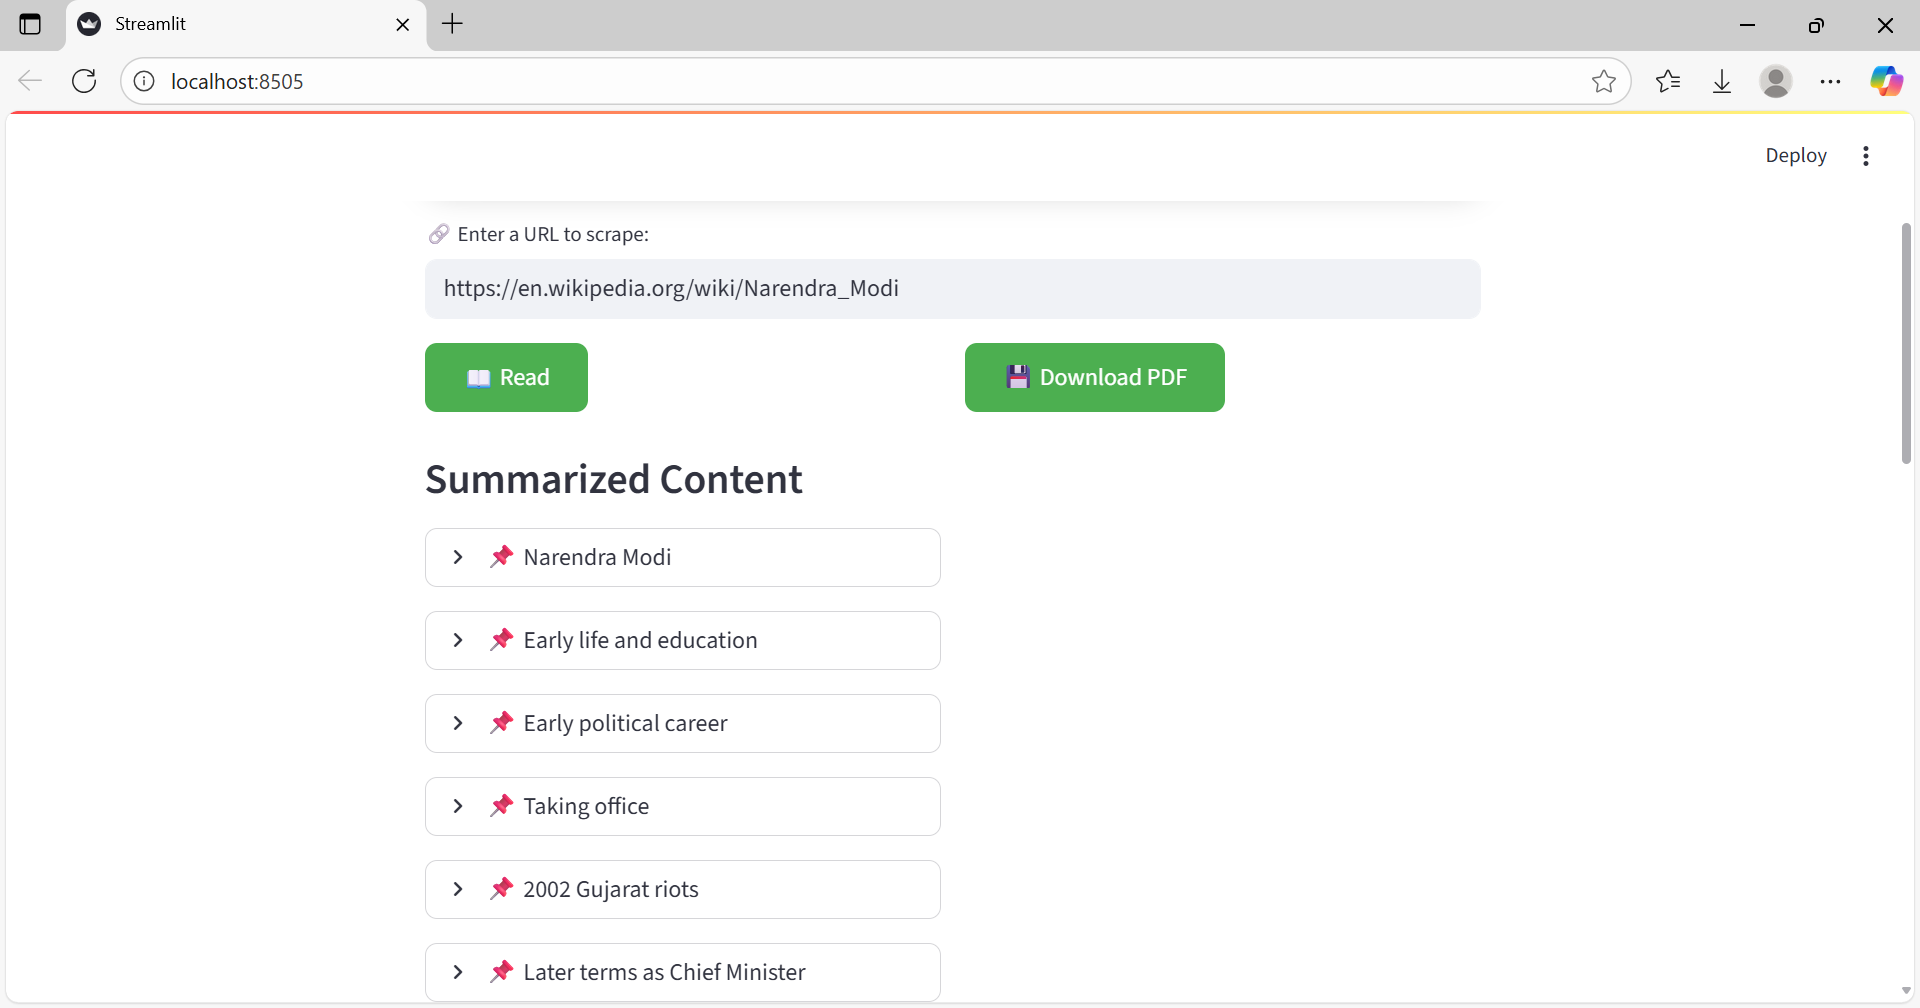 Streamlit
localhost:8505
Deploy
Enter a URL to scrape:
https://en.wikipedia.org/wiki/Narendra_Modi
Read
Download PDF
Summarized Content
Narendra Modi
Early life and education
Early political career
Taking office
2002 Gujarat riots
Later terms as Chief Minister